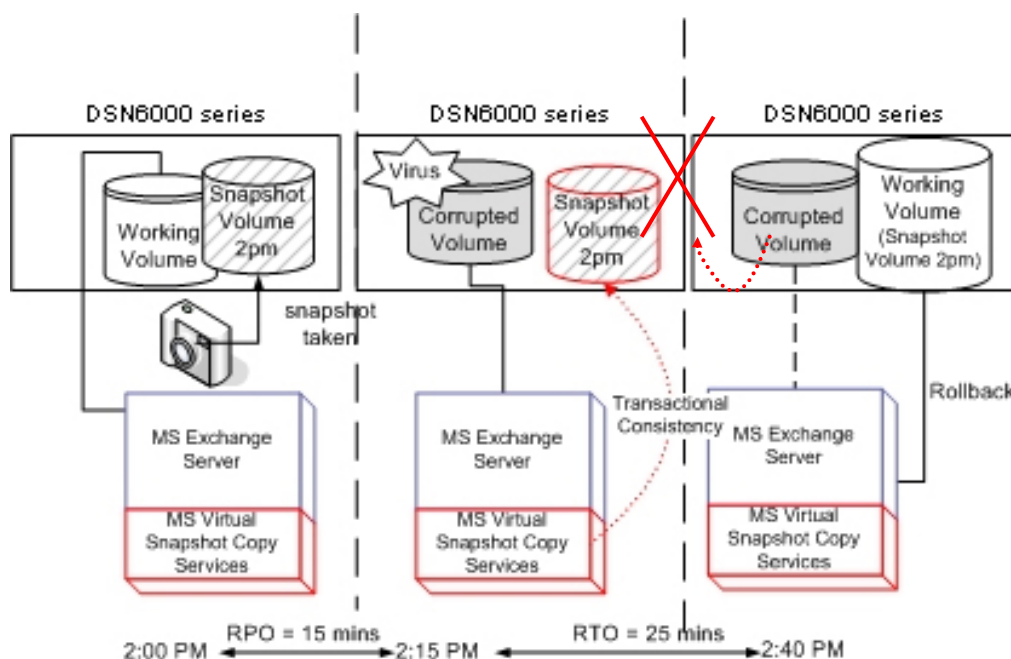 DSN6000 series
DSN6000 series
DSN6000 series
Working
Volume
Snapshot
Volume
2pm
snapshot
taken
MS Exchange
Server
MS Virtual
Snapshot Copy
Services
Virus
Corrupted
Volume
Snapshot
Volume
2pm
Transactional
Consistency
MS Exchange
Server
MS Virtual
Snapshot Copy
Services
Corrupted
Volume
Working
Volume
(Snapshot
Volume 2pm)
Rollback
MS Exchange
Server
MS Virtual
Snapshot Copy
Services
2:00 PM
RPO = 15 mins
2:15 PM
RTO = 25 mins
2:40 PM